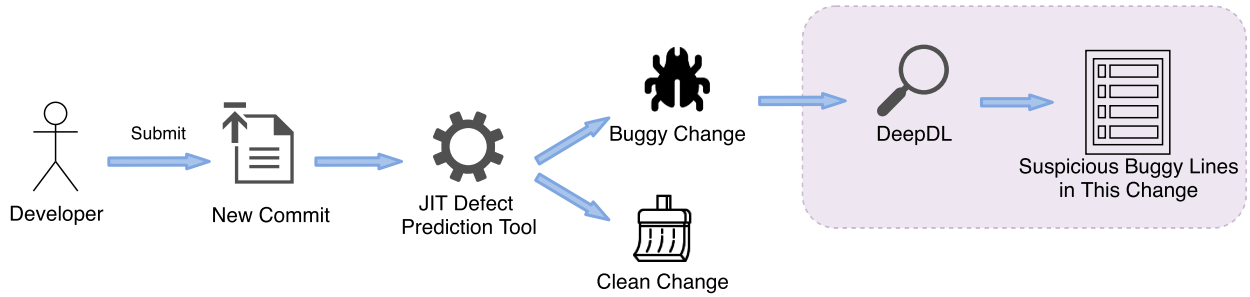 Developer
Submit
New Commit
JIT Defect
Prediction Tool
Buggy Change
Clean Change
DeepDL
Suspicious Buggy Lines
in This Change